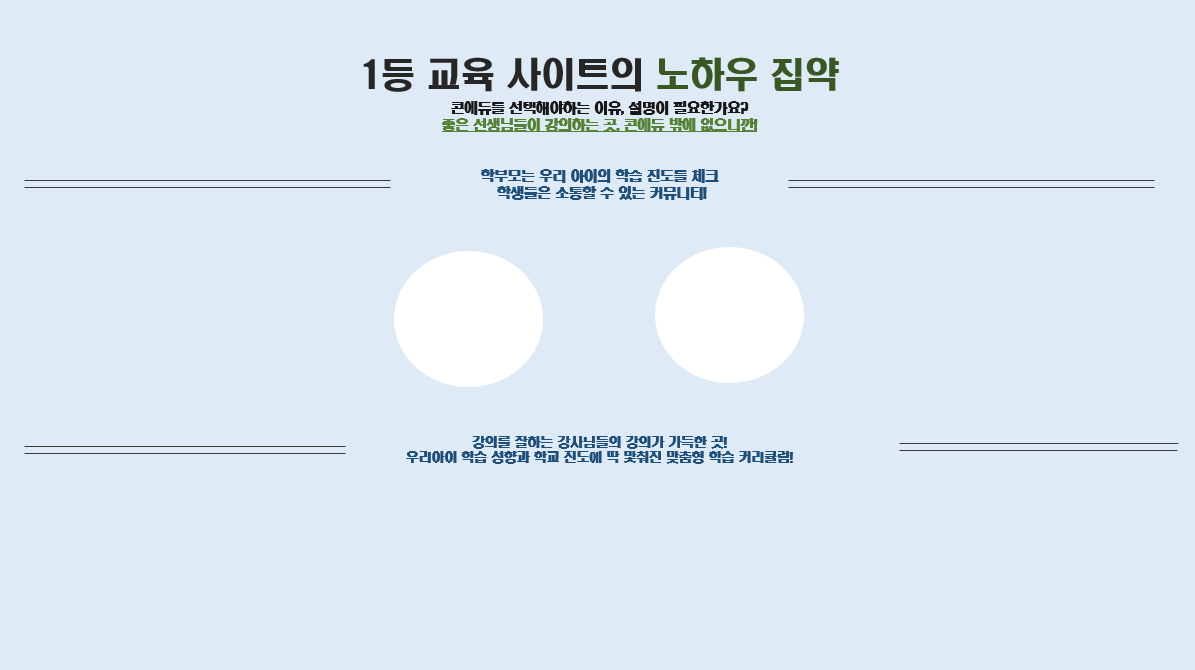 1등 교육 사이트의 노하우 집약
콘에듀를 선택해야하는 이유, 설명이 필요한가요?
좋은 선생님들이 강의하는 곳, 콘에듀 밖에 없으니깐!
학부모는 우리 아이의 학습 진도를 체크
학생들은 소통할 수 있는 커뮤니티!
강의를 잘하는 강사님들의 강의가 가득한 곳!
우리아이 학습 성향과 학교 진도에 딱 맞춰진 맞춤형 학습 커리큘럼!